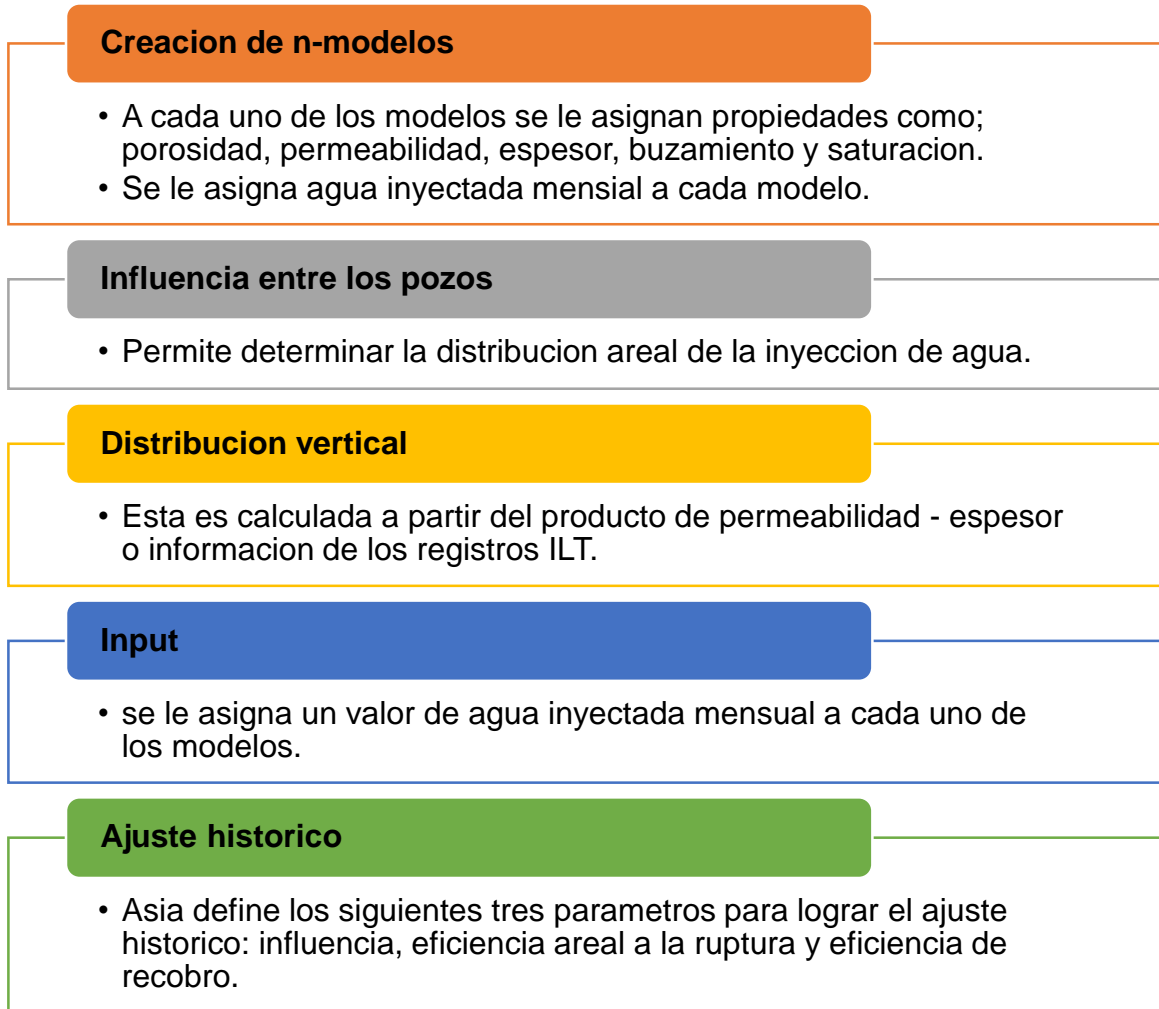 Creacion de n-modelos
• A cada uno de los modelos se le asignan propiedades como;
porosidad, permeabilidad, espesor, buzamiento y saturacion.
• Se le asigna agua inyectada mensial a cada modelo.
Influencia entre los pozos
• Permite determinar la distribucion areal de la inyeccion de agua.
Distribucion vertical
• Esta es calculada a partir del producto de permeabilidad - espesor
o informacion de los registros ILT.
Input
• se le asigna un valor de agua inyectada mensual a cada uno de
los modelos.
Ajuste historico
• Asia define los siguientes tres parametros para lograr el ajuste
historico: influencia, eficiencia areal a la ruptura y eficiencia de
recobro.